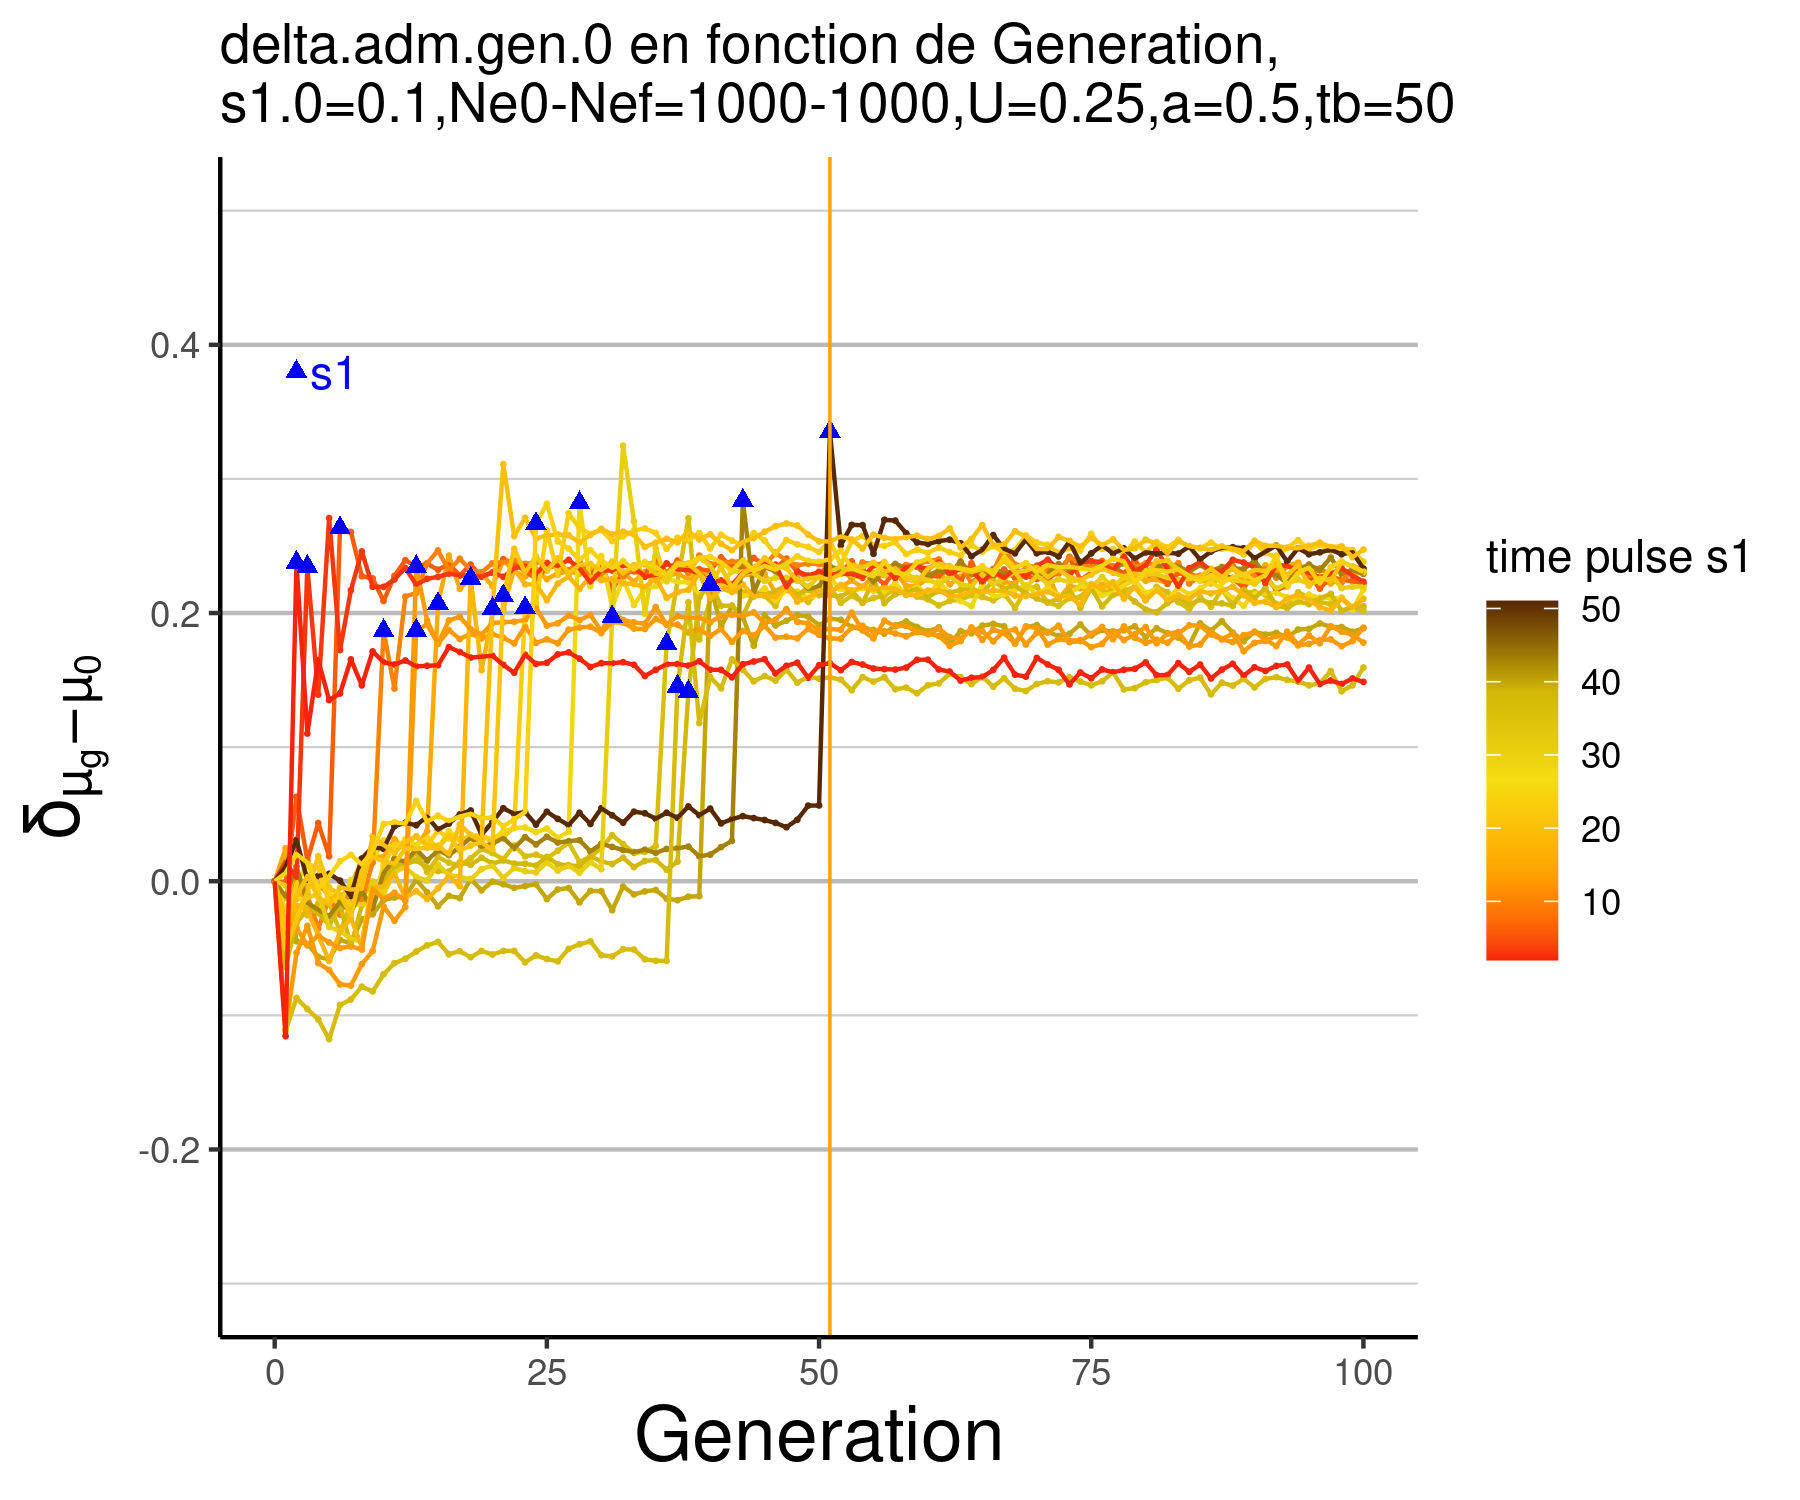 delta.adm.gen.0 en fonction de Generation,
s1.0=0.1,Ne0-Nef=1000-1000,U=0.25,a=0.5,tb=50
s1
0.4
0.2
0.0
-0.2
δμg−μ0
0
25
50
75
100
Generation
time pulse s1
50
40
30
20
10